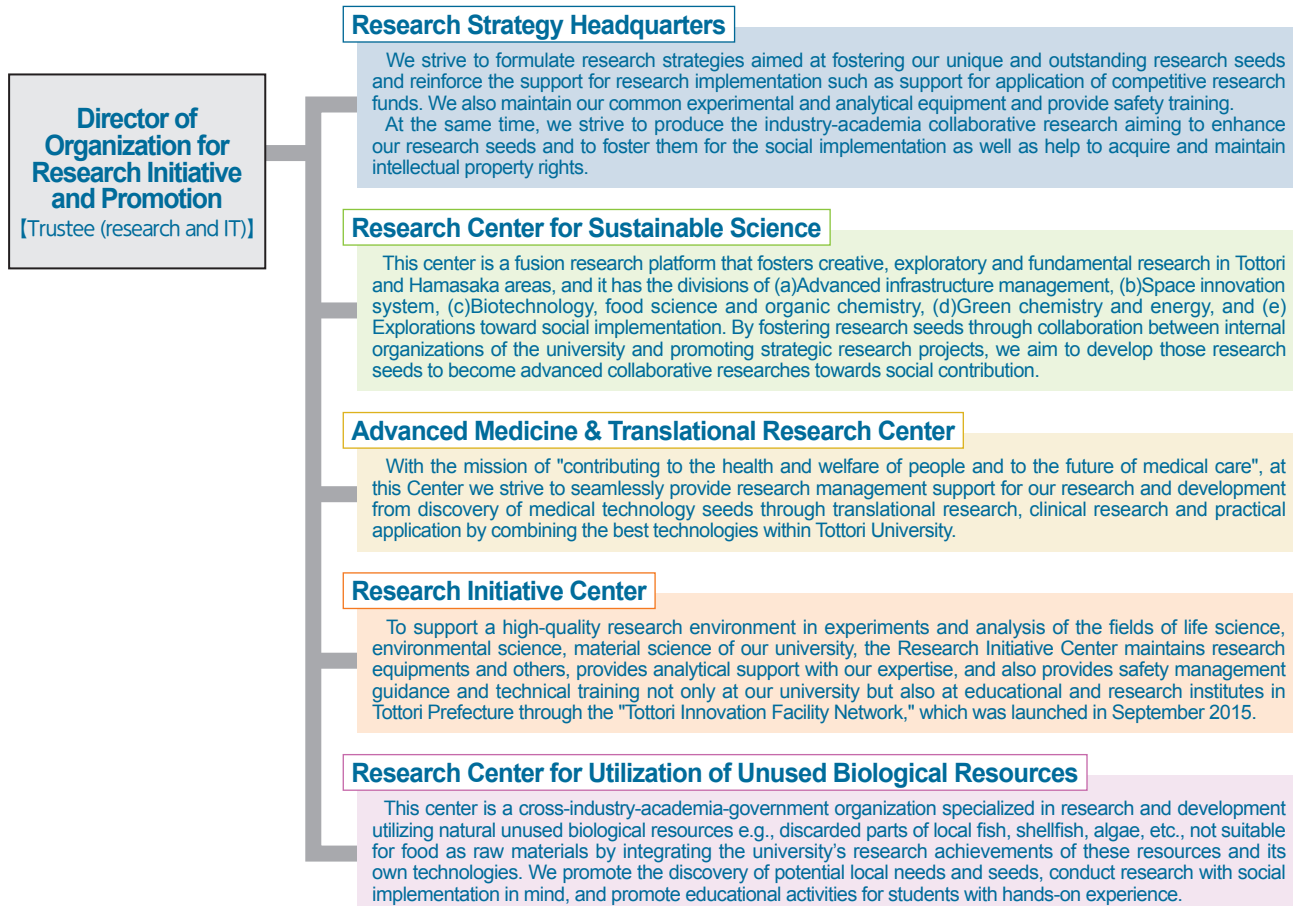 Director of
Organization for
Research Initiative
and Promotion
【Trustee (research and IT)】
Research Strategy Headquarters
We strive to formulate research strategies aimed at fostering our unique and outstanding research seeds
and reinforce the support for research implementation such as support for application of competitive research
funds. We also maintain our common experimental and analytical equipment and provide safety training.
At the same time, we strive to produce the industry-academia collaborative research aiming to enhance
our research seeds and to foster them for the social implementation as well as help to acquire and maintain
intellectual property rights.
Research Center for Sustainable Science
This center is a fusion research platform that fosters creative, exploratory and fundamental research in Tottori
and Hamasaka areas, and it has the divisions of (a)Advanced infrastructure management, (b)Space innovation
system, (c)Biotechnology, food science and organic chemistry, (d)Green chemistry and energy, and (e)
Explorations toward social implementation. By fostering research seeds through collaboration between internal
organizations of the university and promoting strategic research projects, we aim to develop those research
seeds to become advanced collaborative researches towards social contribution.
Advanced Medicine & Translational Research Center
With the mission of "contributing to the health and welfare of people and to the future of medical care", at
this Center we strive to seamlessly provide research management support for our research and development
from discovery of medical technology seeds through translational research, clinical research and practical
application by combining the best technologies within Tottori University.
Research Initiative Center
To support a high-quality research environment in experiments and analysis of the fields of life science,
environmental science, material science of our university, the Research Initiative Center maintains research
equipments and others, provides analytical support with our expertise, and also provides safety management
guidance and technical training not only at our university but also at educational and research institutes in
Tottori Prefecture through the "Tottori Innovation Facility Network," which was launched in September 2015.
Research Center for Utilization of Unused Biological Resources
This center is a cross-industry-academia-government organization specialized in research and development
utilizing natural unused biological resources e.g., discarded parts of local fish, shellfish, algae, etc., not suitable
for food as raw materials by integrating the university's research achievements of these resources and its
own technologies. We promote the discovery of potential local needs and seeds, conduct research with social
implementation in mind, and promote educational activities for students with hands-on experience.